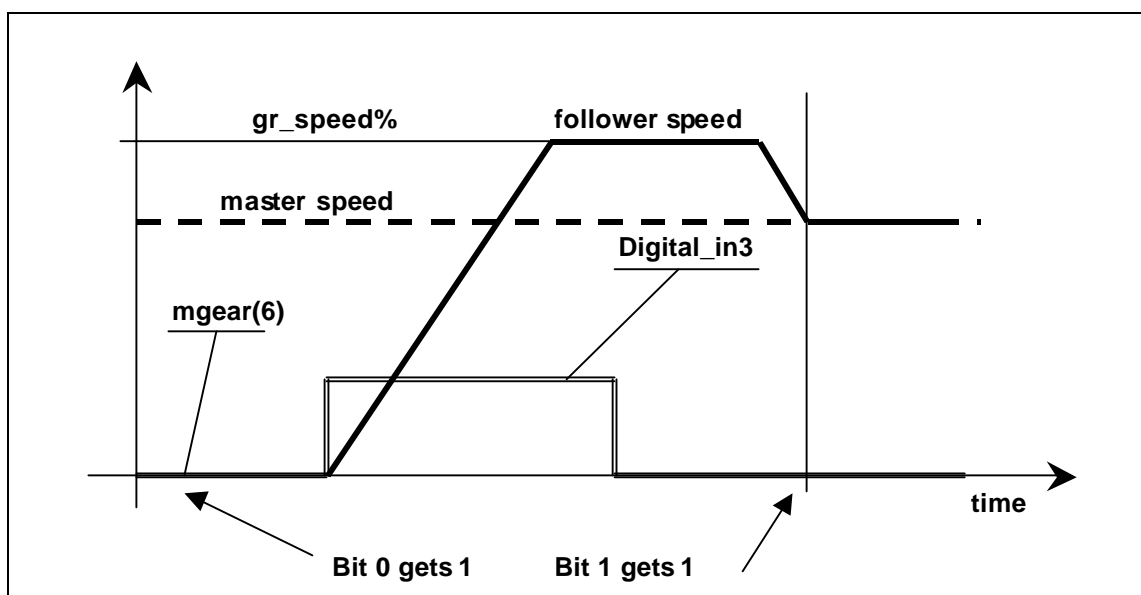 gr_speed% follower speed
master speed
Digital_in3
mgear(6)
time
Bit 0 gets 1 Bit 1 gets 1